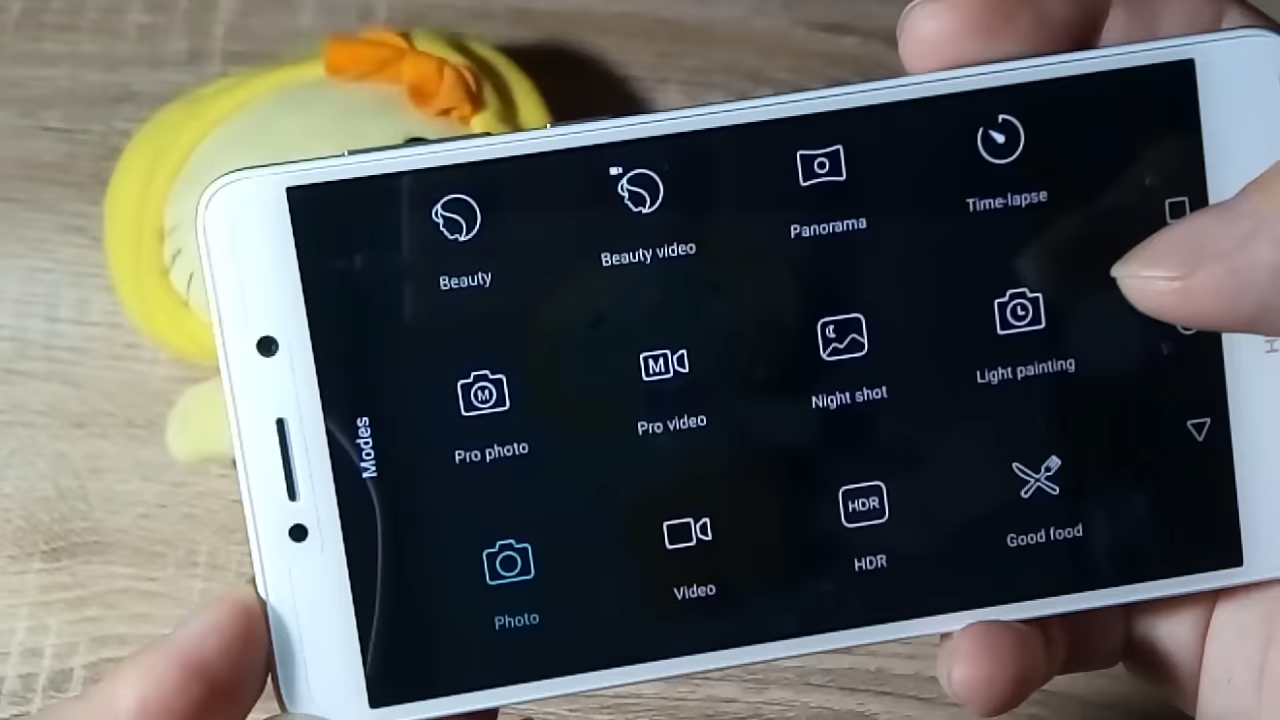 Modes
Beauty
Beauty video
Panorama
Time-lapse
M
Pro photo
M
Pro video
Night shot
Light painting
Photo
Video
HDR
HDR
Good food